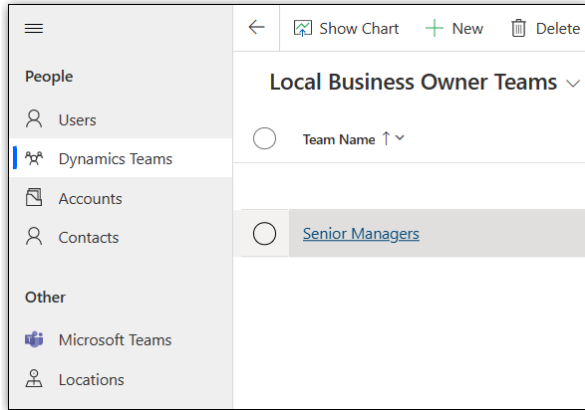 Show Chart
New
Delete
People
Users
Dynamics Teams
Accounts
Contacts
Other
Microsoft Teams
Locations
Local Business Owner Teams
Team Name
Senior Managers